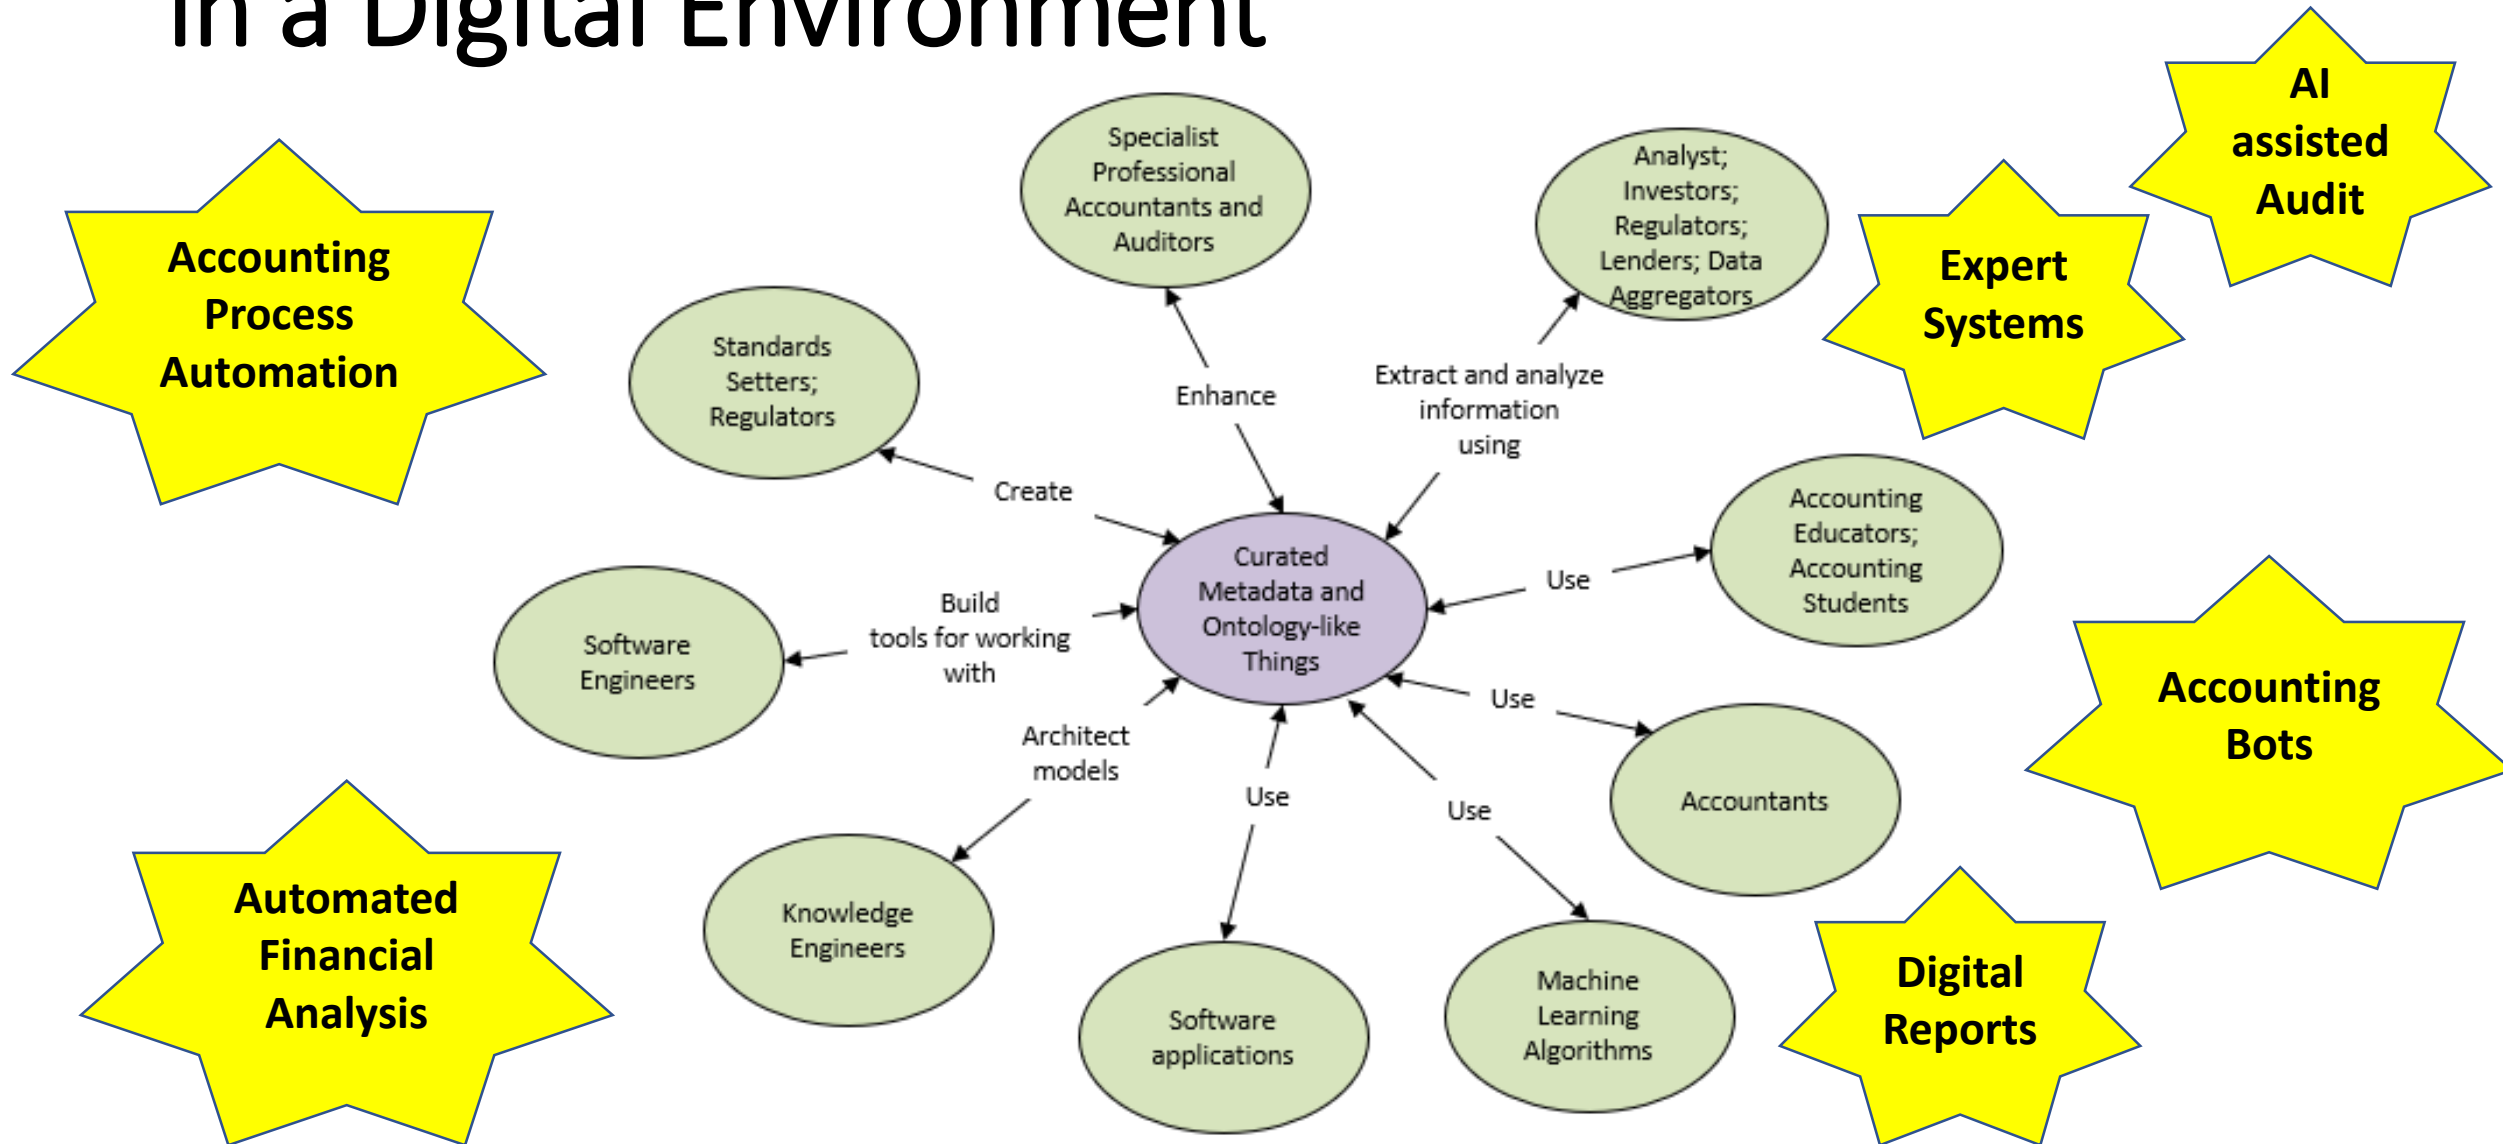 in a Digital Environment
AI
assisted
Audit
Specialist
Professional
Accountants and
Auditors
Analyst;
Investors;
Regulators;
Lenders; Data
Aggregators
Accounting
Process
Automation
Expert
Systems
Standards
Setters;
Regulators
Enhance
Extract and analyze
information
using
Create
Accounting
Educators;
Accounting
Students
Curated
Metadata and
Ontology-like
Things
Use
Build
tools for working
with
Software
Engineers
Use
Accounting
Bots
Architect
models
Use
Use
Accountants
Automated
Financial
Analysis
Knowledge
Engineers
Software
applications
Machine
Learning
Algorithms
Digital
Reports